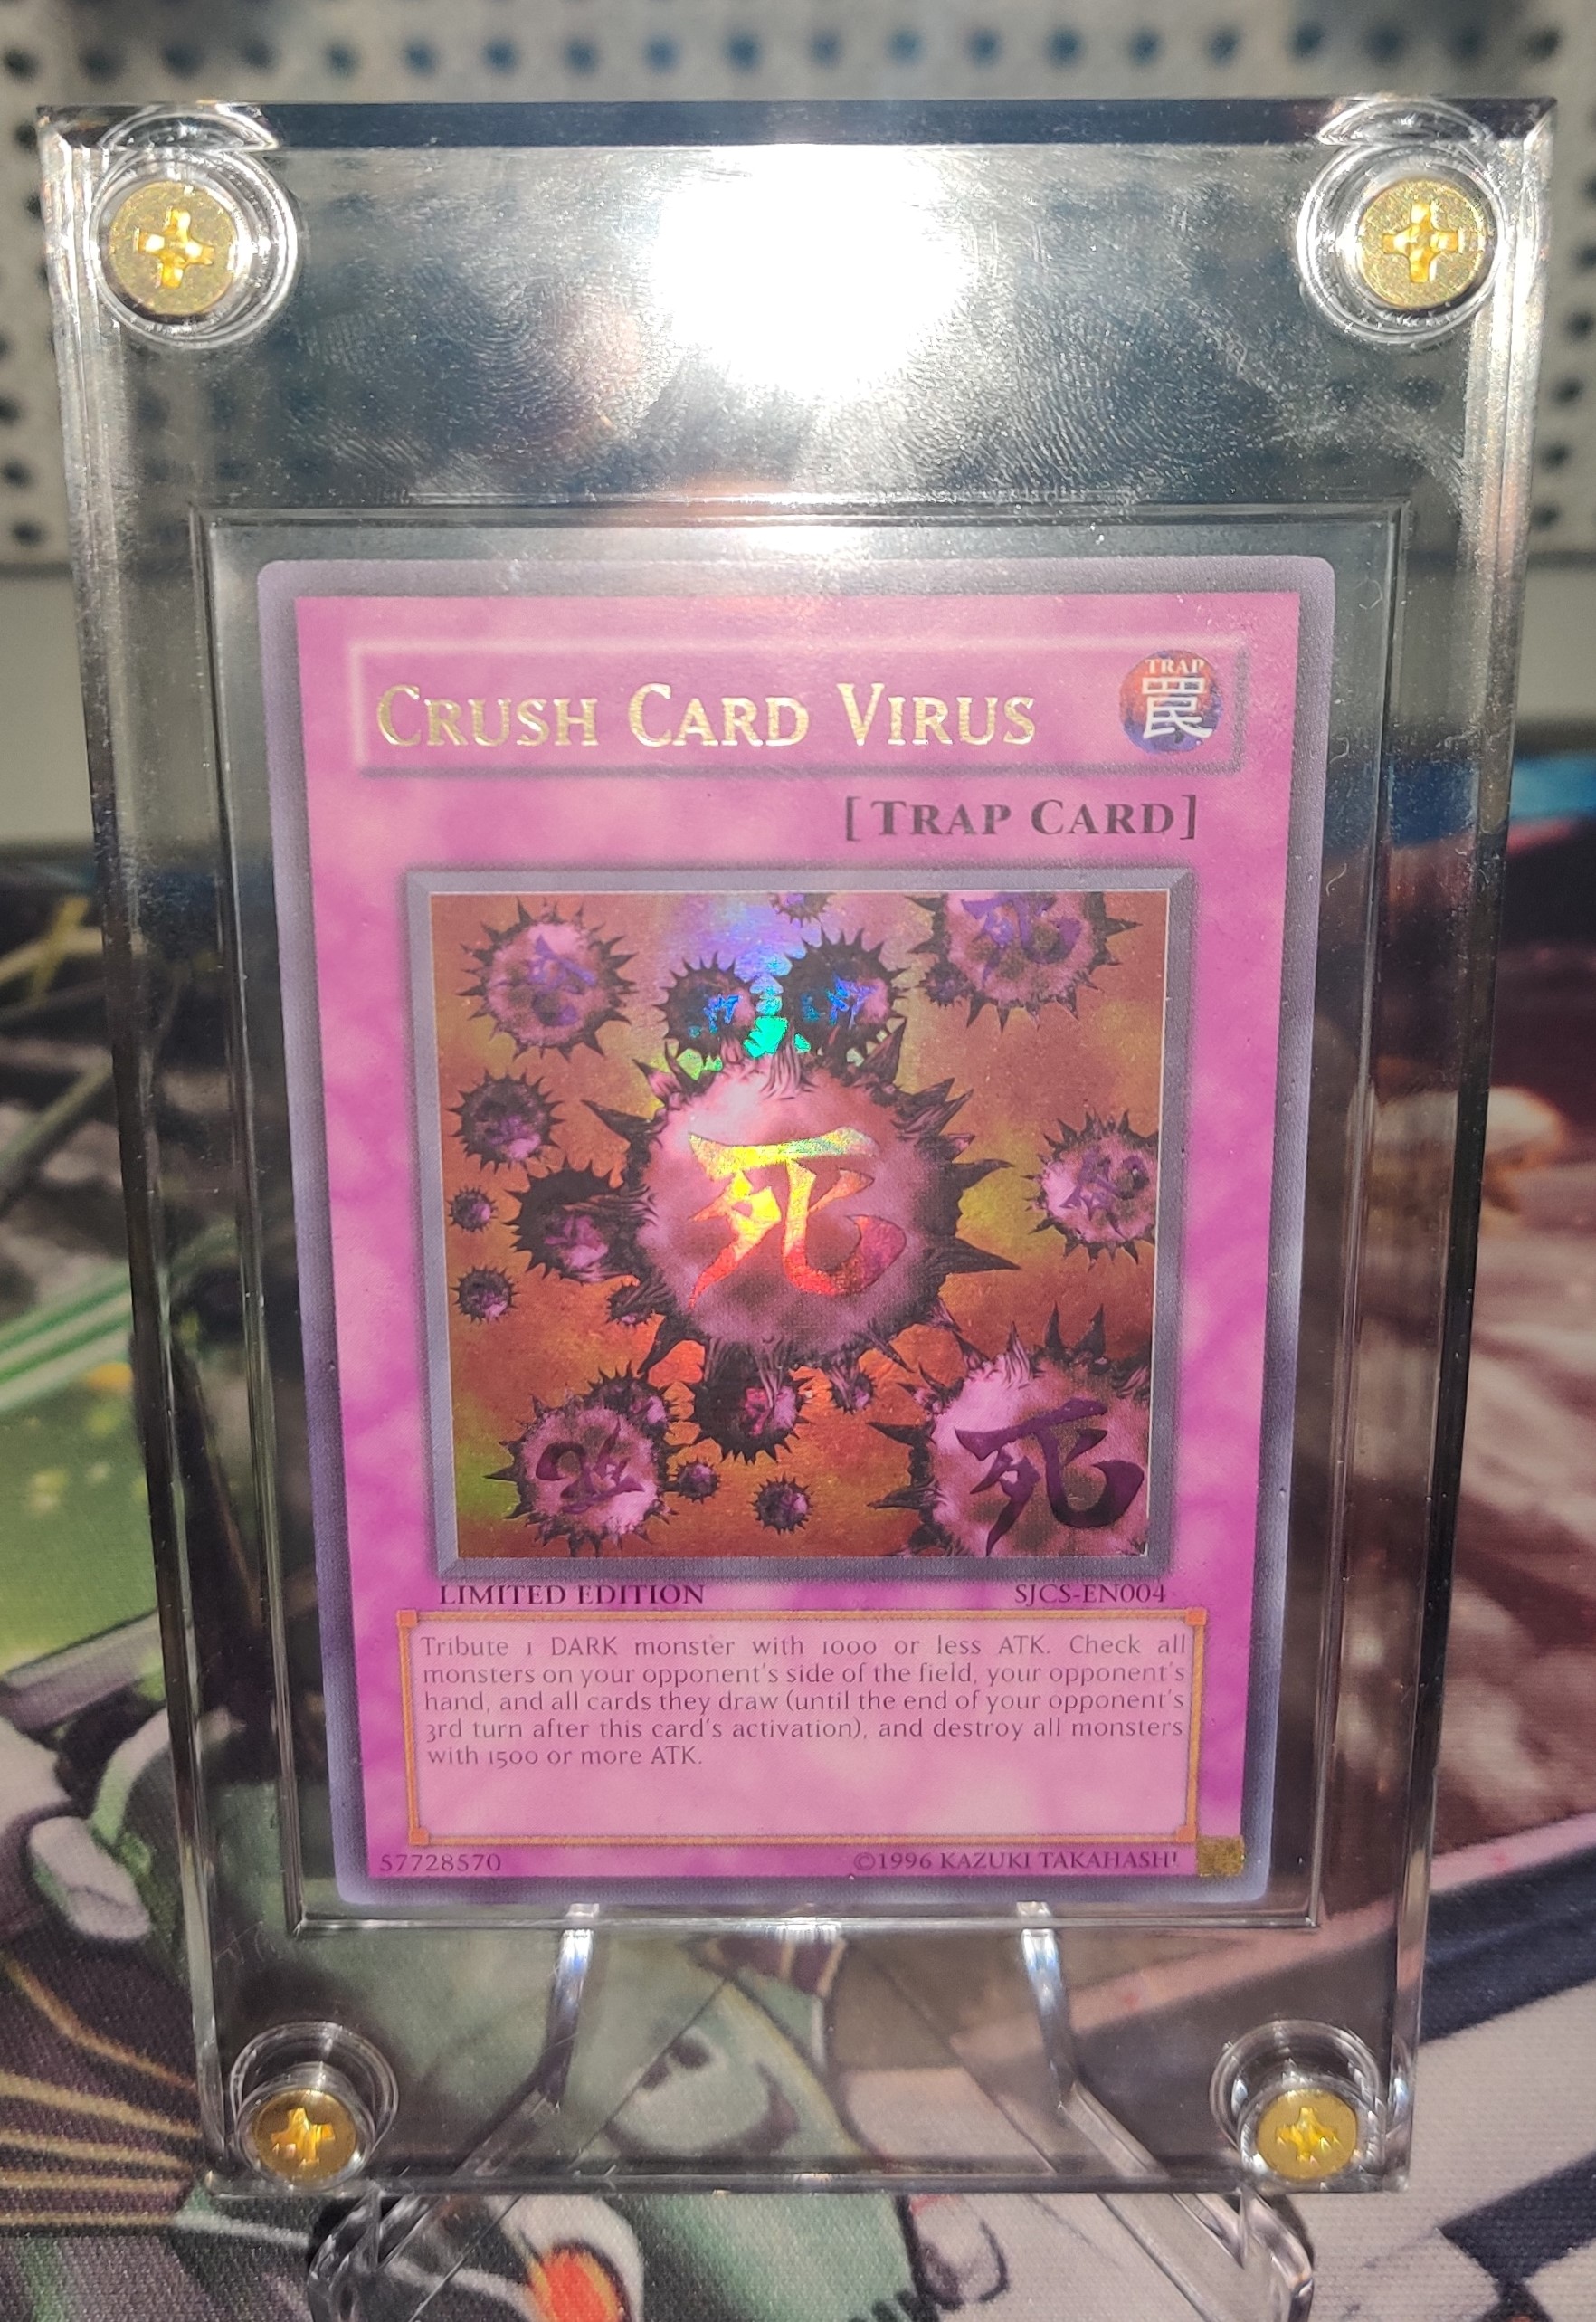 CRUSH CARD VIRUS
TRAP
罠
[TRAP CARD]
死
死
死
LIMITED EDITION
SJCS-EN004
Tribute 1 DARK monster with 1000 or less ATK. Check all
monsters on your opponent's side of the field, your opponent's
hand, and all cards they draw (until the end of your opponent's
3rd turn after this card's activation), and destroy all monsters
with 1500 or more ATK.
57728570
©1996 KAZUKI TAKAHASHI